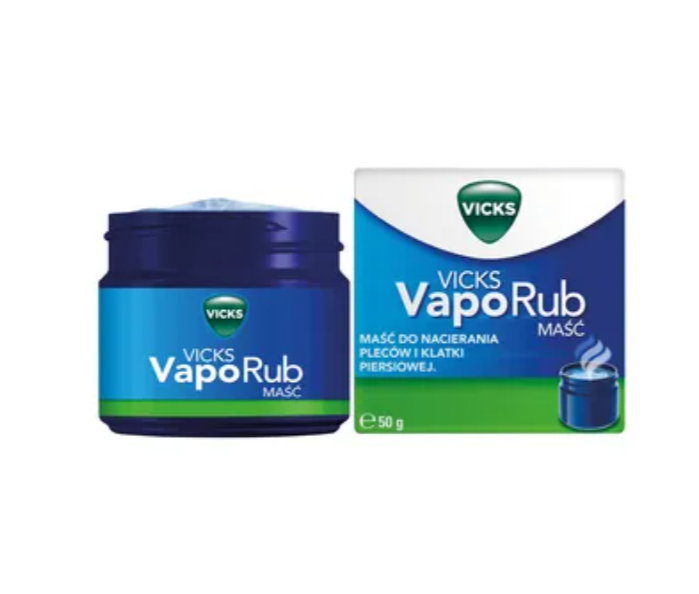 VICKS
VICKS
VapoRub
MAŚĆ
VICKS
VICKS
VapoRub
MAŚĆ
MAŚĆ DO NACIERANIA
PLECÓW I KLATKI
PIERSIOWEJ.
℮ 50 g